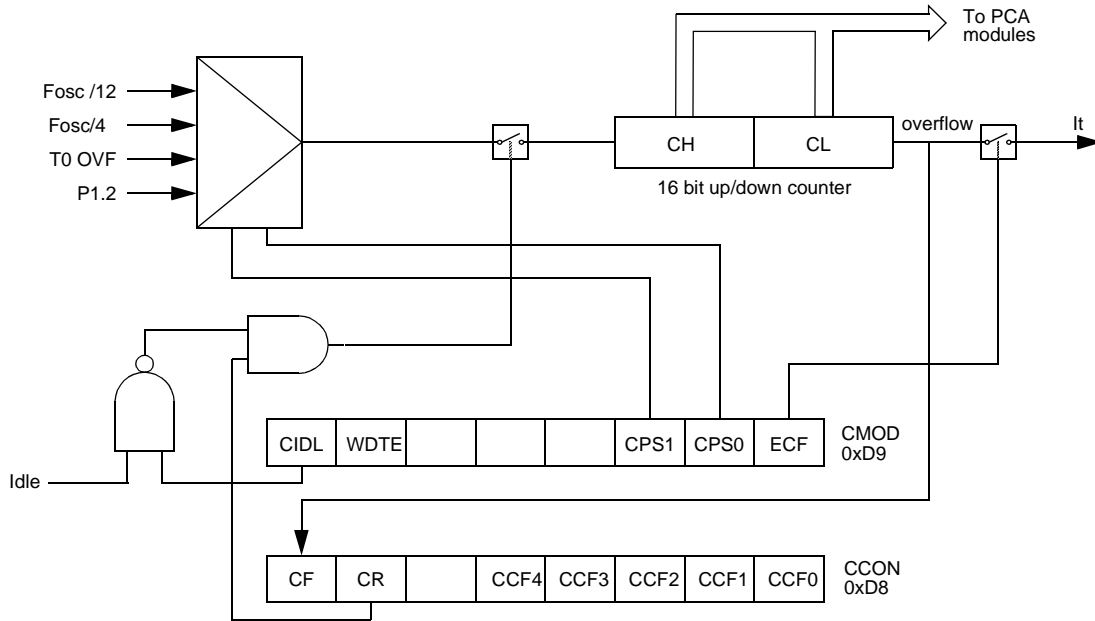 To PCA
modules
Fosc /12
Fosc/4
T0 OVF
P1.2
CH
CL
overflow
It
16 bit up/down counter
CIDL
WDTE
CPS1
CPS0
ECF
CMOD
0xD9
Idle
CF
CR
CCF4
CCF3
CCF2
CCF1
CCF0
CCON
0xD8